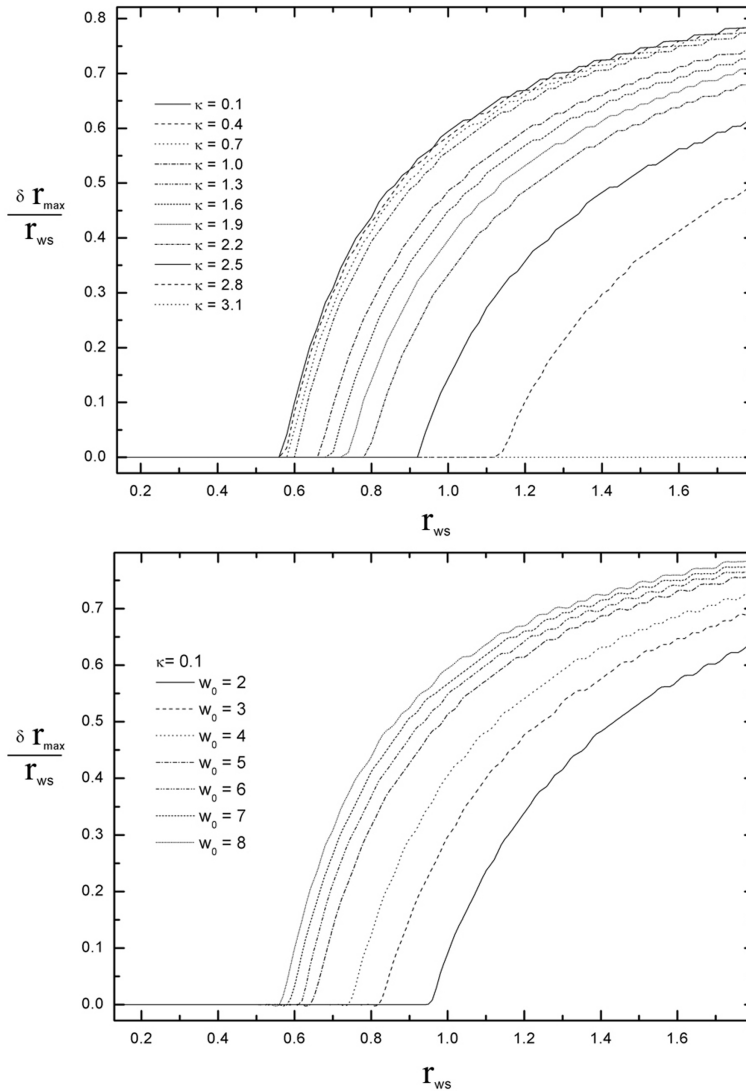 0.8
0.7
0.6
0.5
0.4
0.3
0.2
0.1
0.0
δ r_max
r_ws
κ = 0.1
κ = 0.4
κ = 0.7
κ = 1.0
κ = 1.3
κ = 1.6
κ = 1.9
κ = 2.2
κ = 2.5
κ = 2.8
κ = 3.1
0.2 0.4 0.6 0.8 1.0 1.2 1.4 1.6
r_ws
0.7
0.6
0.5
0.4
0.3
0.2
0.1
0.0
δ r_max
r_ws
κ= 0.1
w_0 = 2
w_0 = 3
w_0 = 4
w_0 = 5
w_0 = 6
w_0 = 7
w_0 = 8
0.2 0.4 0.6 0.8 1.0 1.2 1.4 1.6
r_ws